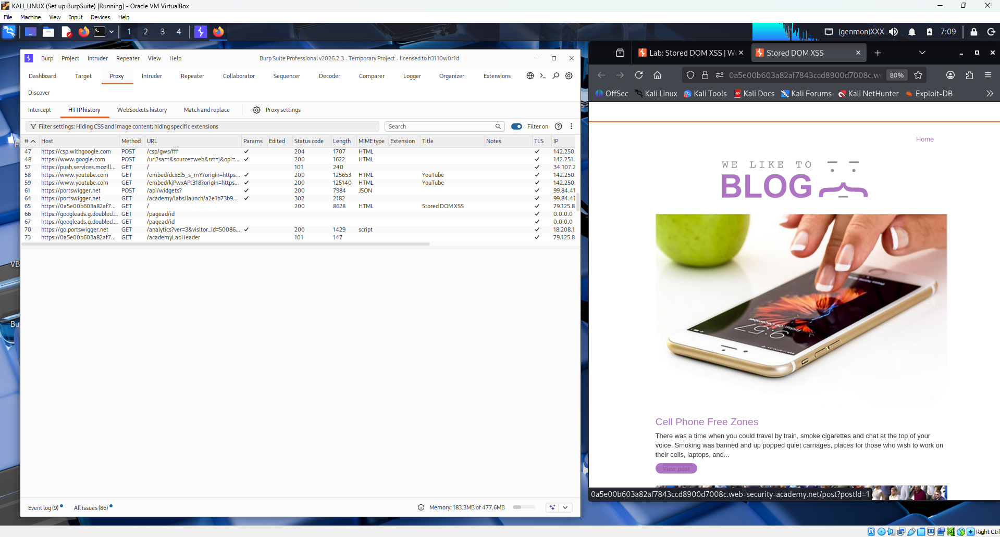 KALI_LINUX (Set up BurpSuite) [Running] - Oracle VM VirtualBox
File Machine View Input Devices Help
1 2 3 4 (genmon)XXX 7:09
Burp Project Intruder Repeater View Help Burp Suite Professional v2026.2.3 - Temporary Project - licensed to h3110w0r1d
Dashboard Target Proxy Intruder Repeater Collaborator Sequencer Decoder Comparer Logger Organizer Extensions
Discover
Intercept HTTP history WebSockets history Match and replace Proxy settings
Filter settings: Hiding CSS and image content; hiding specific extensions Search Filter on
# Host Method URL Params Edited Status code Length MIME type Extension Title Notes TLS IP
47 https://csp.withgoogle.com POST /csp/gws/fff ✓ 204 1707 HTML ✓ 142.250.
48 https://www.google.com POST /url?sa=t&source=web&rct=j&opi=... ✓ 200 1622 HTML ✓ 142.251.
57 https://push.services.mozill... GET / 101 240 ✓ 34.107.2
58 https://www.youtube.com GET /embed/dcxEl5_s_mY?origin=https... ✓ 200 125653 HTML YouTube ✓ 142.250.
59 https://www.youtube.com GET /embed/kjPwxAPt318?origin=https... ✓ 200 125140 HTML YouTube ✓ 142.250.
61 https://portswigger.net POST /api/widgets? ✓ 200 7984 JSON ✓ 99.84.41
64 https://portswigger.net GET /academy/labs/launch/a2e1b73b9... ✓ 302 2182 ✓ 99.84.41
65 https://0a5e00b603a82af7... GET / 200 8628 HTML Stored DOM XSS ✓ 79.125.8
66 https://googleads.g.doublecl... GET /pagead/id ✓ 0.0.0.0
67 https://googleads.g.doublecl... GET /pagead/id ✓ 0.0.0.0
70 https://go.portswigger.net GET /analytics?ver=3&visitor_id=50086... ✓ 200 1429 script ✓ 18.208.1
73 https://0a5e00b603a82af7... GET /academyLabHeader 101 147 ✓ 79.125.8
Event log (9) All issues (86) Memory: 183.3MB of 477.6MB
Lab: Stored DOM XSS | W Stored DOM XSS
0a5e00b603a82af7843ccd8900d7008c.we 80%
OffSec Kali Linux Kali Tools Kali Docs Kali Forums Kali NetHunter Exploit-DB
Home
WE LIKE TO
BLOG
9:57
Cell Phone Free Zones
There was a time when you could travel by train, smoke cigarettes and chat at the top of your
voice. Smoking was banned and up popped quiet carriages, places for those who wish to work on
their cells, laptops, and...
View post
0a5e00b603a82af7843ccd8900d7008c.web-security-academy.net/post?postId=1
VB
Bu
Right Ctrl